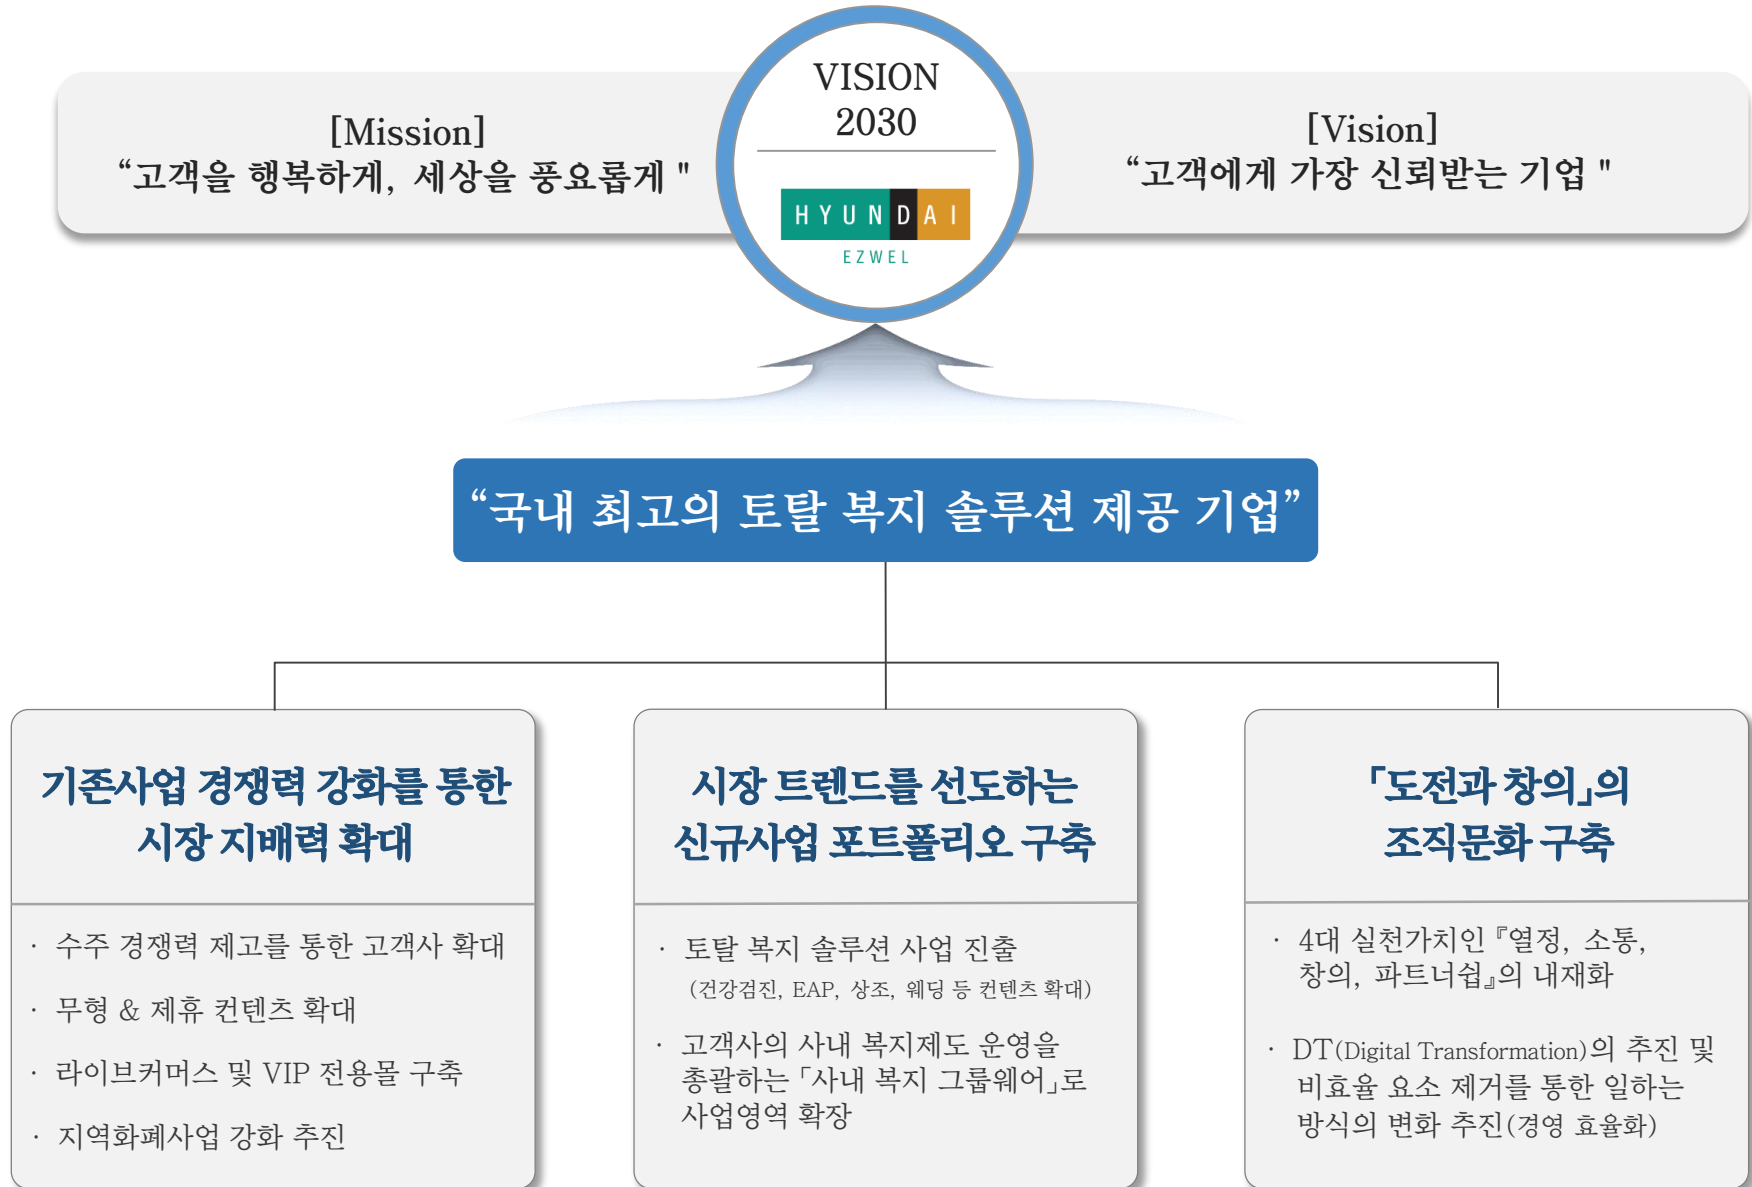 VISION
2030
HYUNDAI
EZWEL
[Mission]
“고객을 행복하게, 세상을 풍요롭게 "
[Vision]
“고객에게 가장 신뢰받는 기업 "
“국내 최고의 토탈 복지 솔루션 제공 기업”
기존사업 경쟁력 강화를 통한
시장 지배력 확대
· 수주 경쟁력 제고를 통한 고객사 확대
· 무형 & 제휴 컨텐츠 확대
· 라이브커머스 및 VIP 전용몰 구축
· 지역화폐사업 강화 추진
시장 트렌드를 선도하는
신규사업 포트폴리오 구축
· 토탈 복지 솔루션 사업 진출
(건강검진, EAP, 상조, 웨딩 등 컨텐츠 확대)
· 고객사의 사내 복지제도 운영을
총괄하는 「사내 복지 그룹웨어」로
사업영역 확장
「도전과 창의」의
조직문화 구축
· 4대 실천가치인 『열정, 소통,
창의, 파트너쉽』의 내재화
· DT(Digital Transformation)의 추진 및
비효율 요소 제거를 통한 일하는
방식의 변화 추진(경영 효율화)